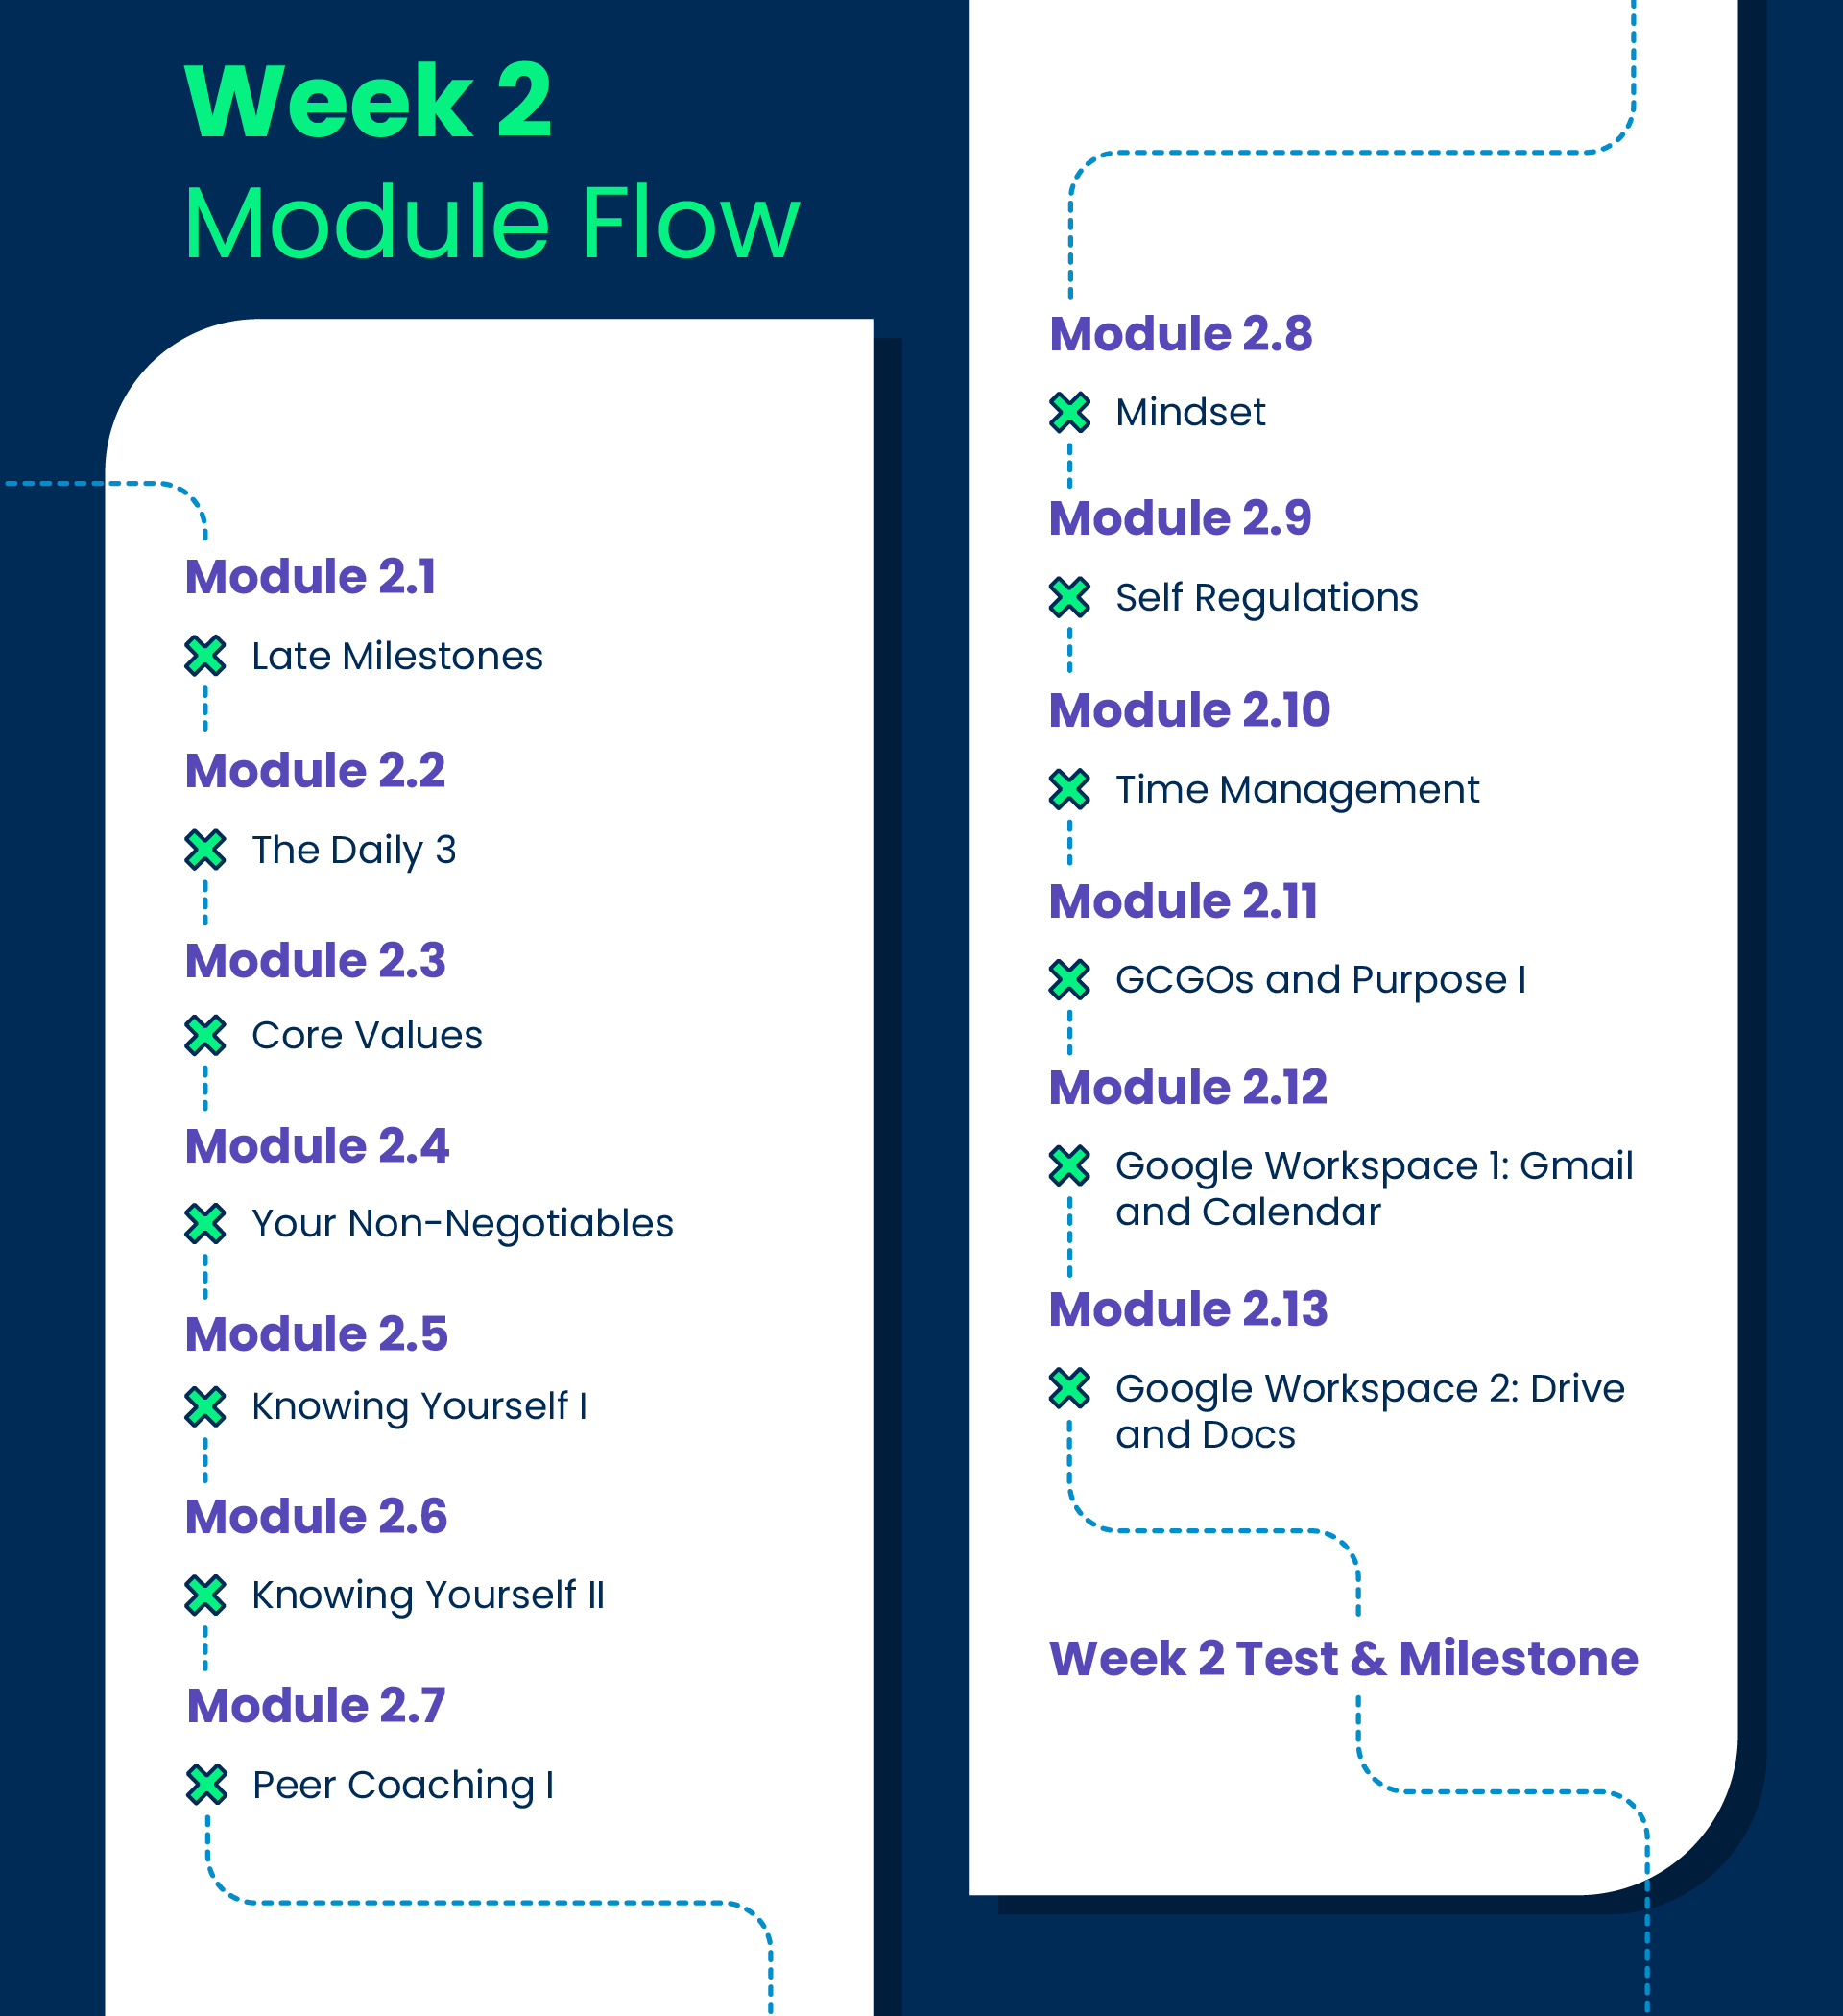 Week 2
Module Flow
Module 2.1
Late Milestones
Module 2.2
The Daily 3
Module 2.3
Core Values
Module 2.4
Your Non-Negotiables
Module 2.5
Knowing Yourself I
Module 2.6
Knowing Yourself II
Module 2.7
Peer Coaching I
Module 2.8
Mindset
Module 2.9
Self Regulations
Module 2.10
Time Management
Module 2.11
GCGOs and Purpose I
Module 2.12
Google Workspace 1: Gmail
and Calendar
Module 2.13
Google Workspace 2: Drive
and Docs
Week 2 Test & Milestone